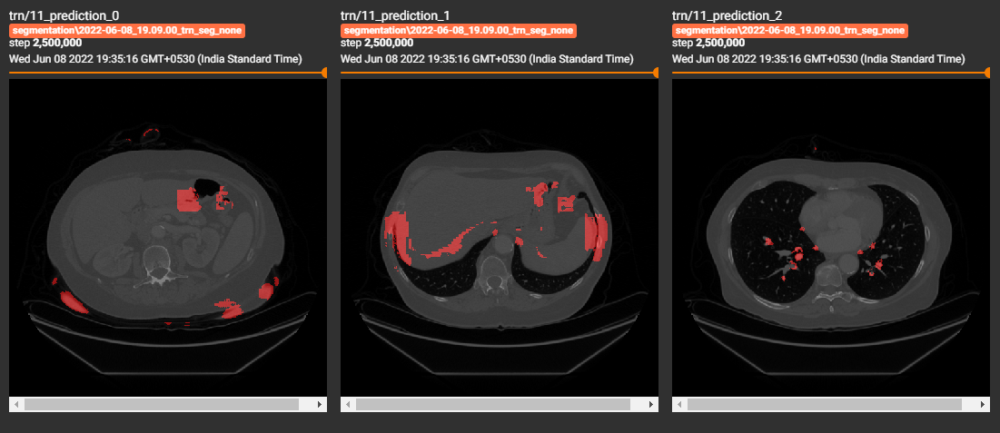 trn/11_prediction_0
segmentation\2022-06-08_19.09.00_trn_seg_none
step 2,500,000
Wed Jun 08 2022 19:35:16 GMT+0530 (India Standard Time)
trn/11_prediction_1
segmentation\2022-06-08_19.09.00_trn_seg_none
step 2,500,000
Wed Jun 08 2022 19:35:16 GMT+0530 (India Standard Time)
trn/11_prediction_2
segmentation\2022-06-08_19.09.00_trn_seg_none
step 2,500,000
Wed Jun 08 2022 19:35:16 GMT+0530 (India Standard Time)